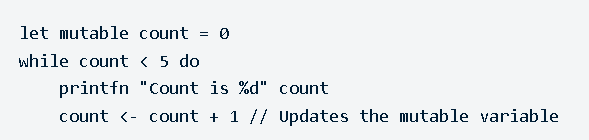 let mutable count = 0
while count < 5 do
    printfn "Count is %d" count
    count <- count + 1 // Updates the mutable variable